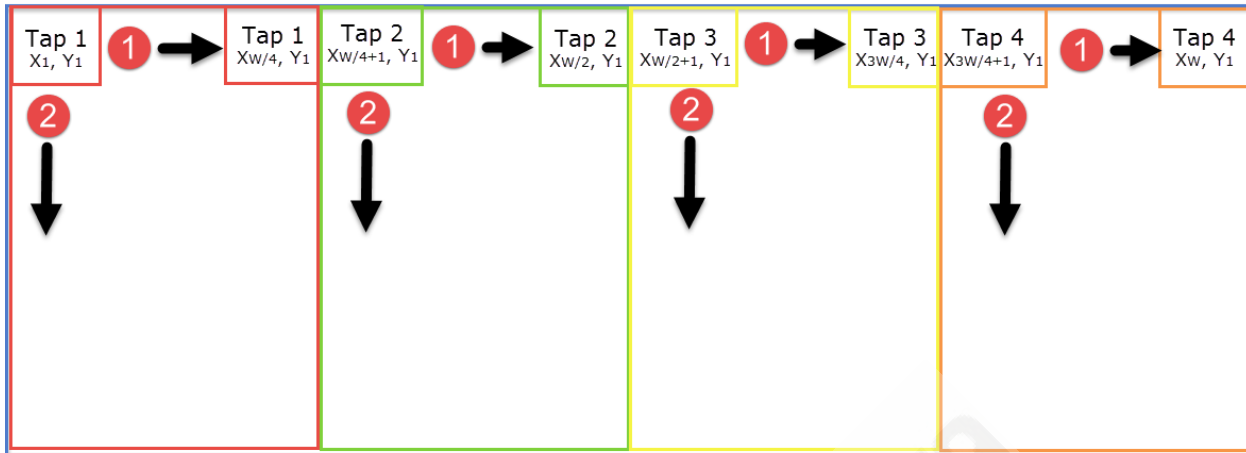 Tap 1
X1, Y1
1
Tap 1
XW/4, Y1
Tap 2
XW/4+1, Y1
1
Tap 2
XW/2, Y1
Tap 3
XW/2+1, Y1
1
Tap 3
X3W/4, Y1
Tap 4
X3W/4+1, Y1
1
Tap 4
XW, Y1
2
2
2
2